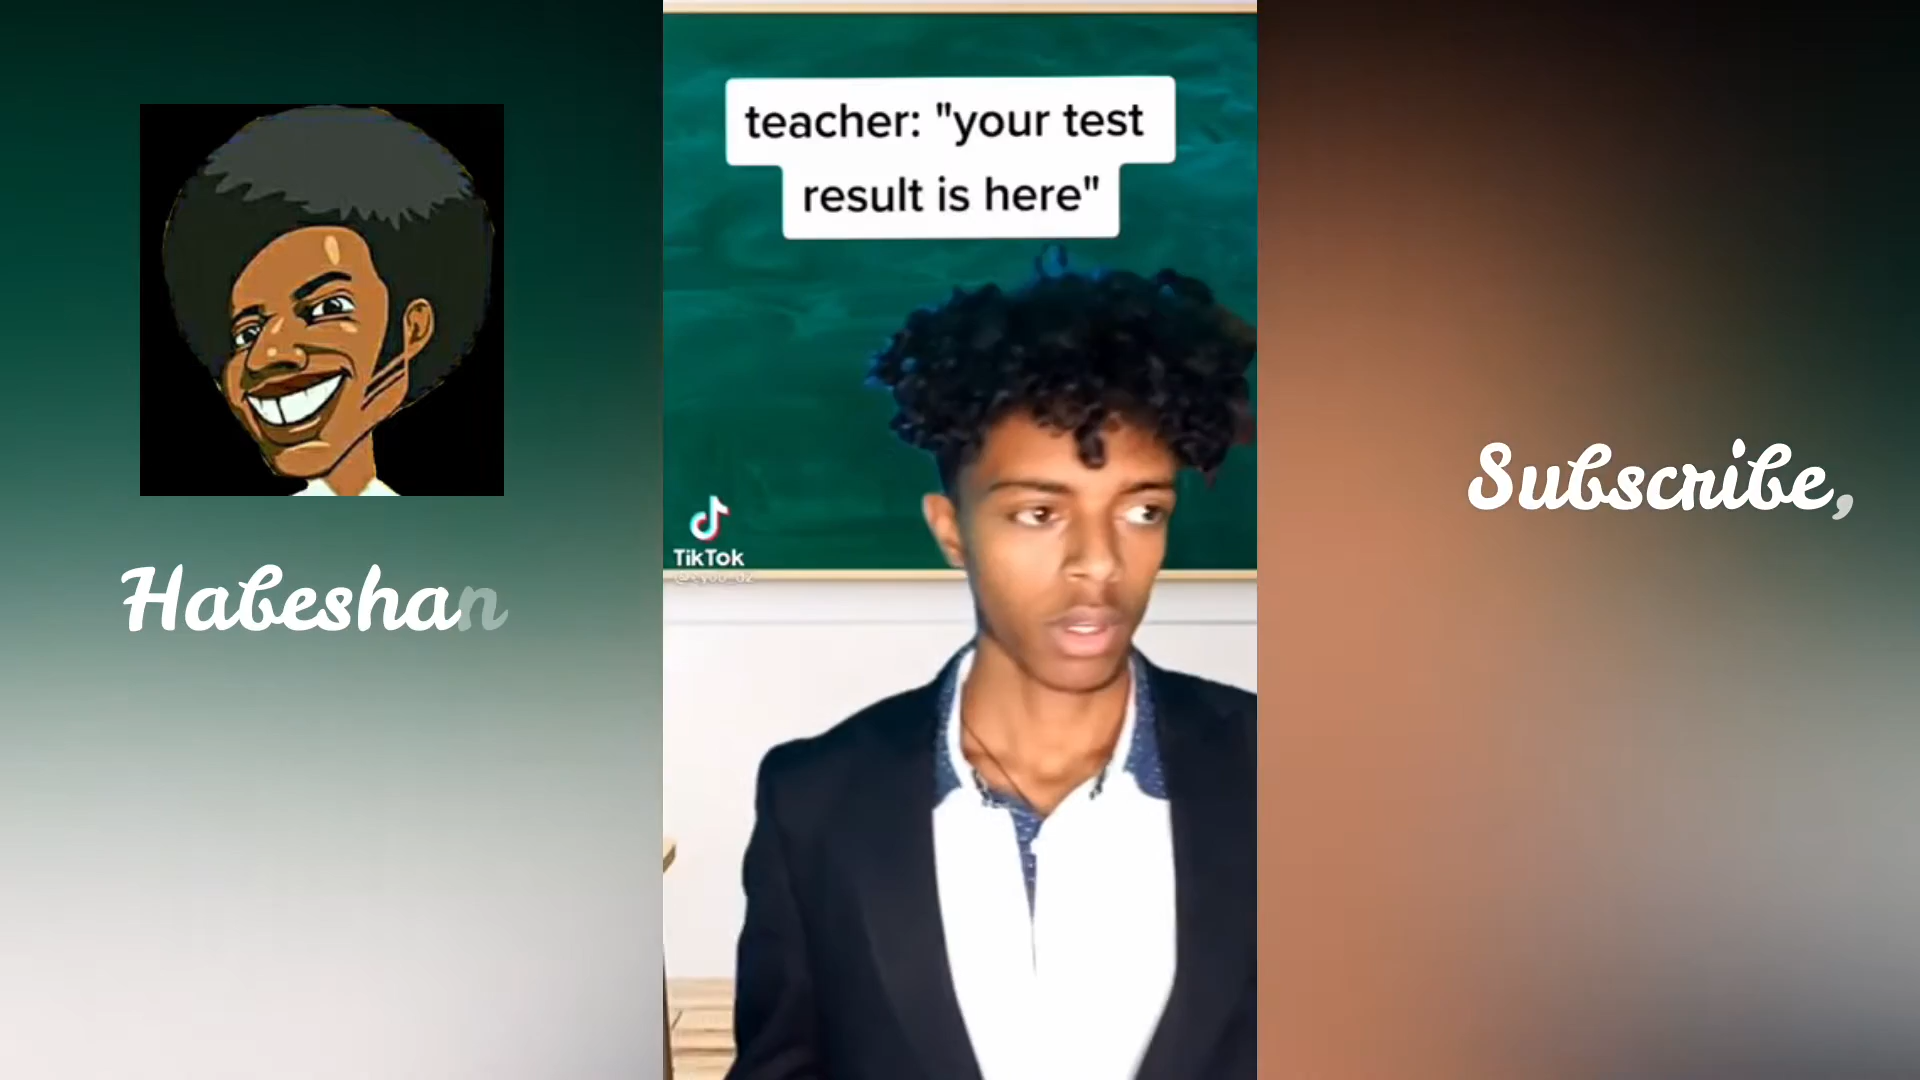 teacher: "your test
result is here"
TikTok
Habeshan
Subscribe,